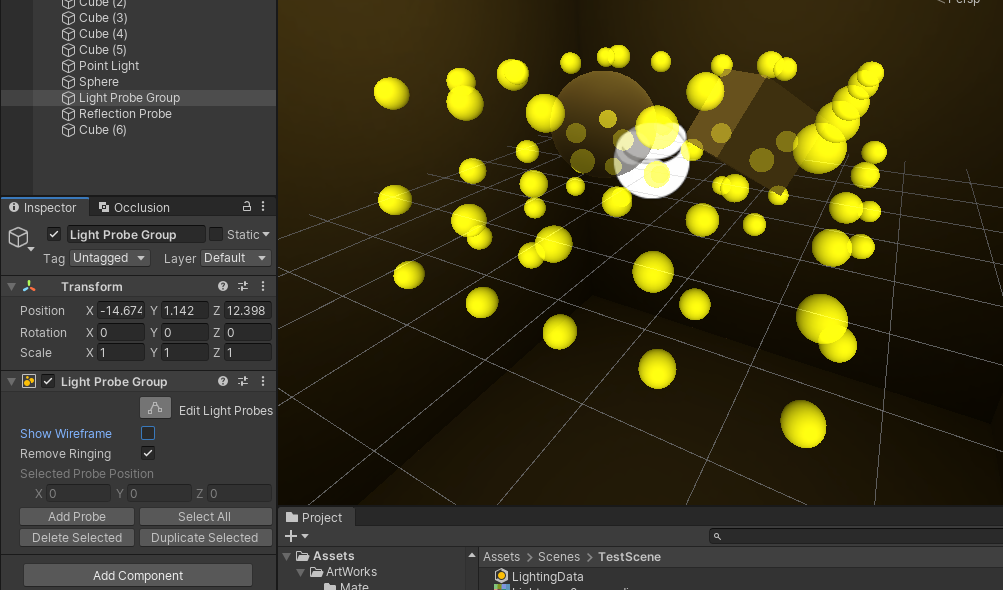 Cube (2)
Cube (3)
Cube (4)
Cube (5)
Point Light
Sphere
Light Probe Group
Reflection Probe
Cube (6)
Persp
Inspector
Occlusion
Light Probe Group
Static
Tag Untagged Layer Default
Transform
Position X -14.674 Y 1.142 Z 12.398
Rotation X 0 Y 0 Z 0
Scale X 1 Y 1 Z 1
Light Probe Group
Edit Light Probes
Show Wireframe
Remove Ringing
Selected Probe Position
X 0 Y 0 Z 0
Add Probe Select All
Delete Selected Duplicate Selected
Add Component
Project
Assets
ArtWorks
Mate
Assets > Scenes > TestScene
LightingData